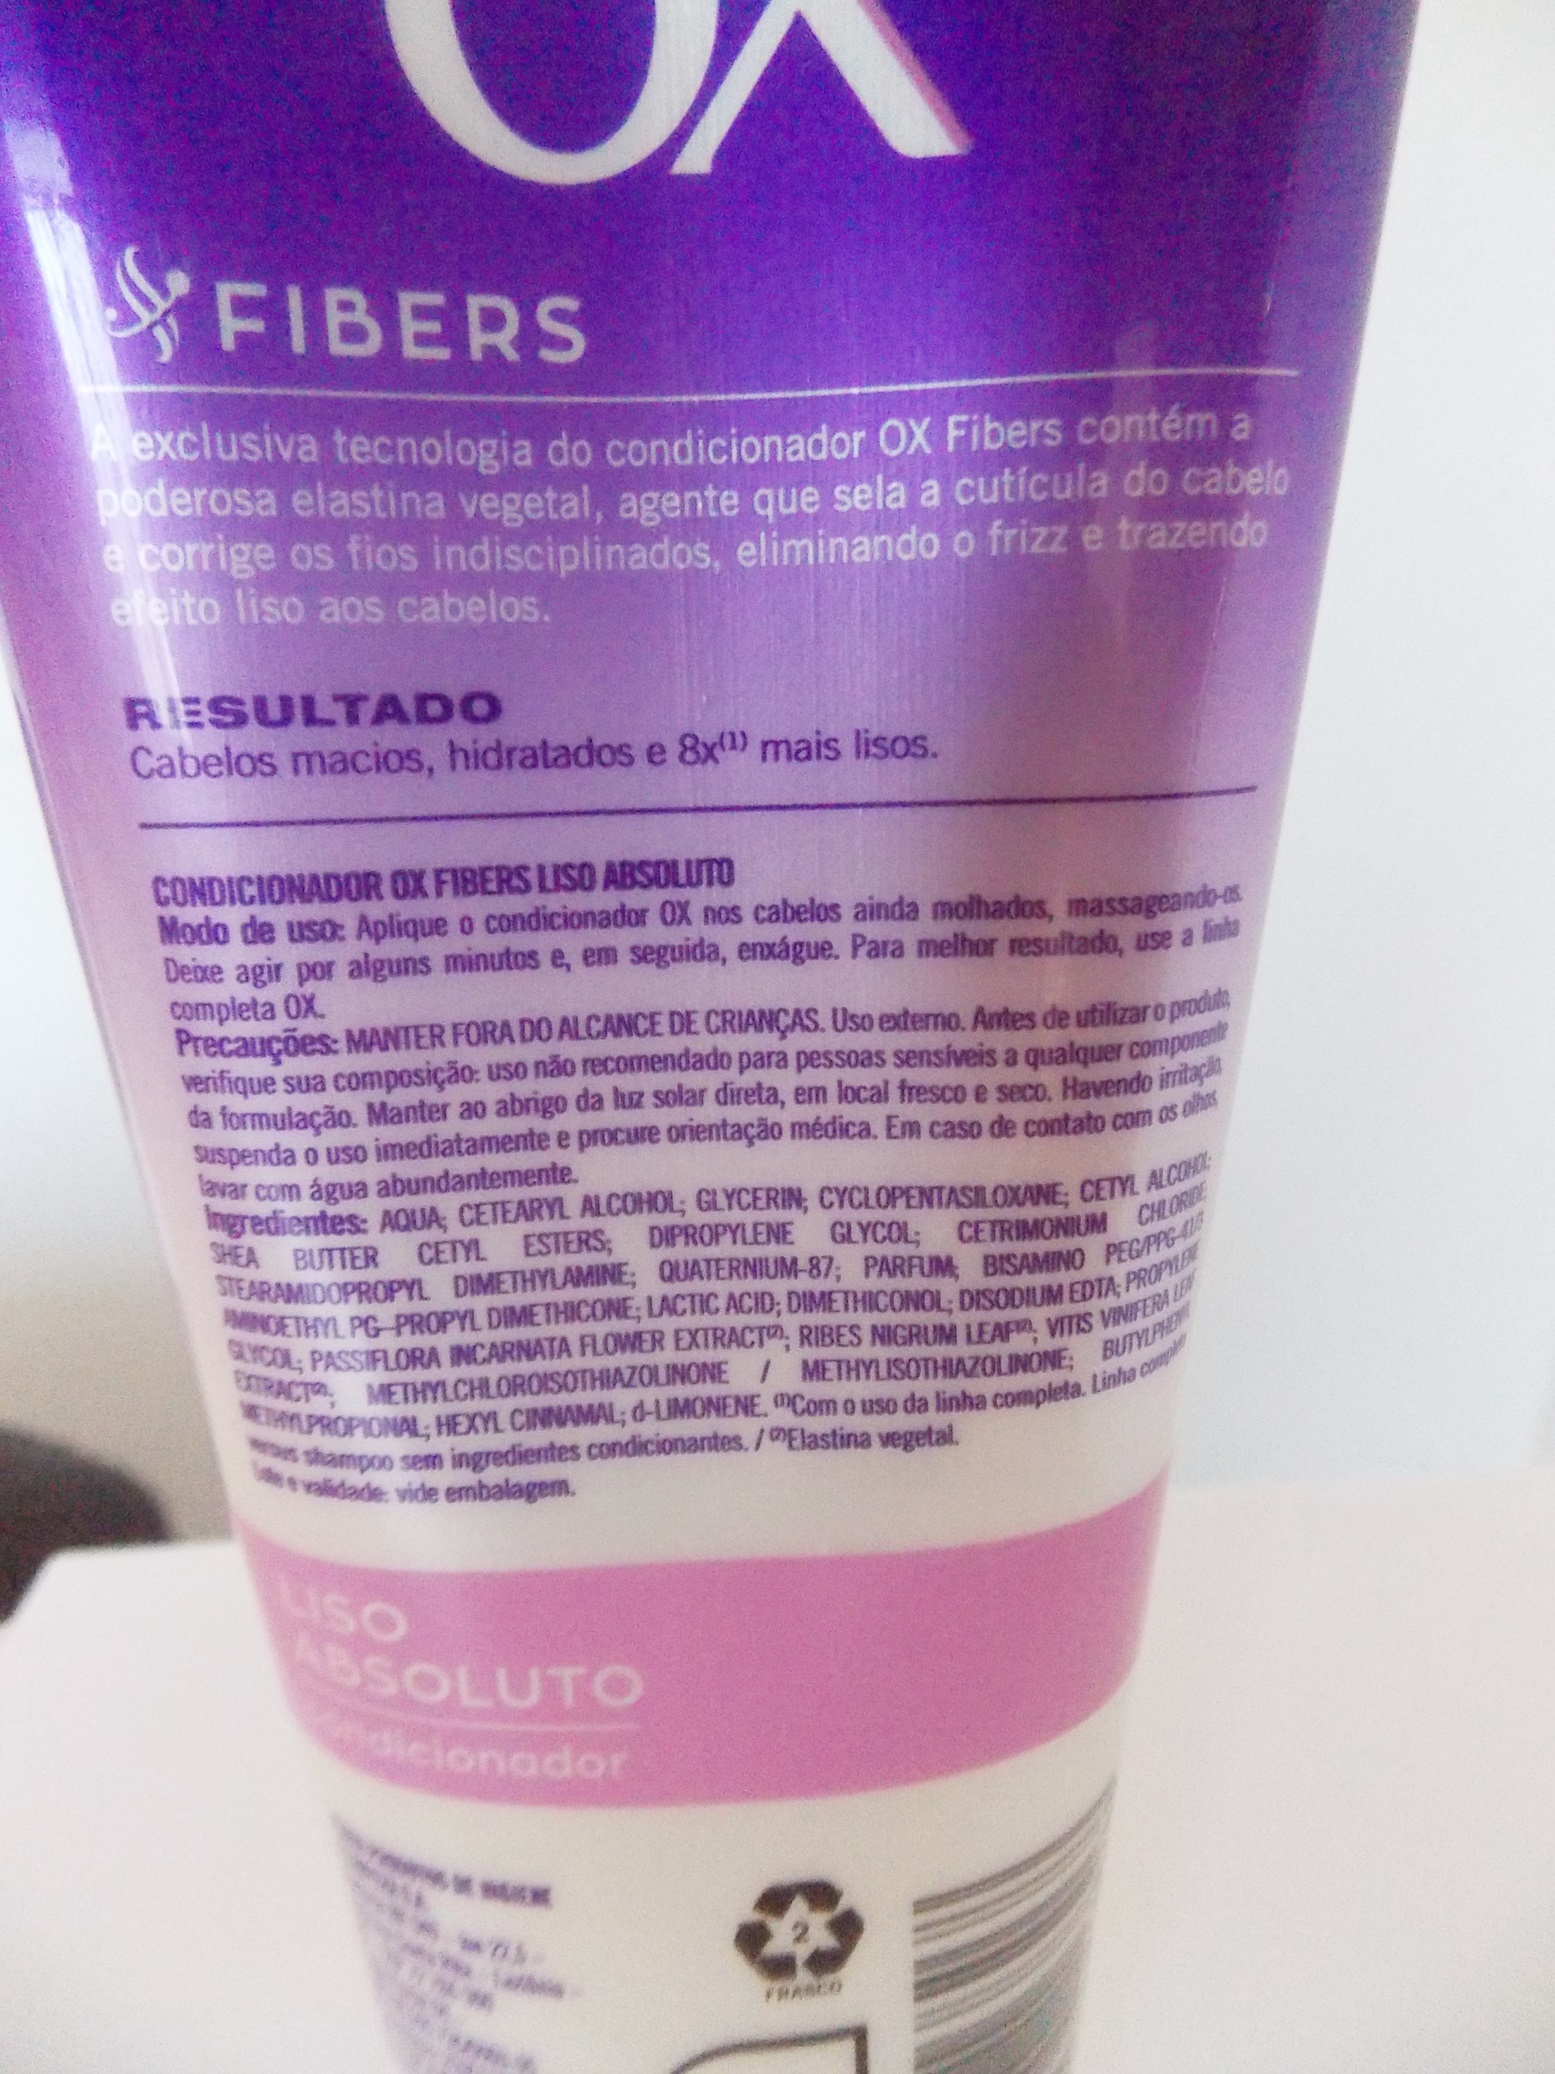 OX
FIBERS
A exclusiva tecnologia do condicionador OX Fibers contém a
poderosa elastina vegetal, agente que sela a cutícula do cabelo
e corrige os fios indisciplinados, eliminando o frizz e trazendo
efeito liso aos cabelos.
RESULTADO
Cabelos macios, hidratados e 8x⁽¹⁾ mais lisos.
CONDICIONADOR OX FIBERS LISO ABSOLUTO
Modo de uso: Aplique o condicionador OX nos cabelos ainda molhados, massageando-os.
Deixe agir por alguns minutos e, em seguida, enxágue. Para melhor resultado, use a linha
completa OX.
Precauções: MANTER FORA DO ALCANCE DE CRIANÇAS. Uso externo. Antes de utilizar o produto,
verifique sua composição: uso não recomendado para pessoas sensíveis a qualquer componente
da formulação. Manter ao abrigo da luz solar direta, em local fresco e seco. Havendo irritação,
suspenda o uso imediatamente e procure orientação médica. Em caso de contato com os olhos,
lavar com água abundantemente.
Ingredientes: AQUA; CETEARYL ALCOHOL; GLYCERIN; CYCLOPENTASILOXANE; CETYL ALCOHOL;
SHEA BUTTER CETYL ESTERS; DIPROPYLENE GLYCOL; CETRIMONIUM CHLORIDE;
STEARAMIDOPROPYL DIMETHYLAMINE; QUATERNIUM-87; PARFUM; BISAMINO PEG/PPG-41/3
AMINOETHYL PG-PROPYL DIMETHICONE; LACTIC ACID; DIMETHICONOL; DISODIUM EDTA; PROPYLENE
GLYCOL; PASSIFLORA INCARNATA FLOWER EXTRACT⁽²⁾; RIBES NIGRUM LEAF⁽²⁾; VITIS VINIFERA LEAF
EXTRACT⁽²⁾; METHYLCHLOROISOTHIAZOLINONE / METHYLISOTHIAZOLINONE; BUTYLPHENYL
METHYLPROPIONAL; HEXYL CINNAMAL; d-LIMONENE. ⁽¹⁾Com o uso da linha completa. Linha completa
versus shampoo sem ingredientes condicionantes. / ⁽²⁾Elastina vegetal.
Lote e validade: vide embalagem.
LISO
ABSOLUTO
condicionador
DE HIGIENE
2
FRASCO